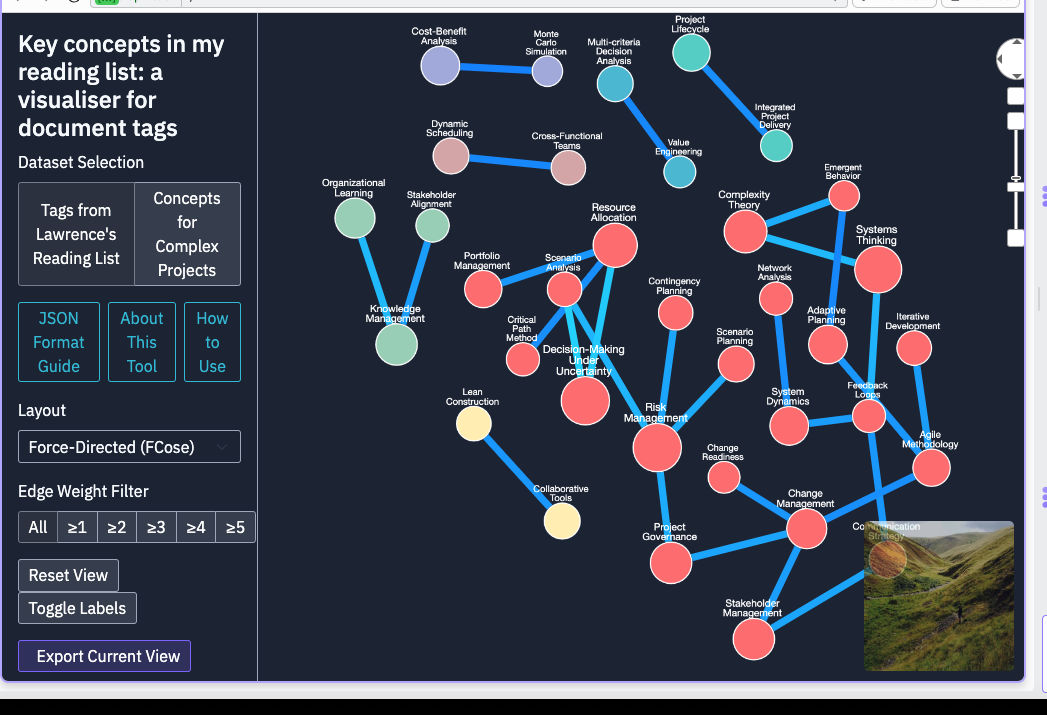 Key concepts in my
reading list: a
visualiser for
document tags
Dataset Selection
Tags from
Lawrence's
Reading List
Concepts
for
Complex
Projects
JSON
Format
Guide
About
This
Tool
How
to
Use
Layout
Force-Directed (FCose)
Edge Weight Filter
All
≥1
≥2
≥3
≥4
≥5
Reset View
Toggle Labels
Export Current View
Cost-Benefit
Analysis
Monte
Carlo
Simulation
Multi-criteria
Decision
Analysis
Project
Lifecycle
Integrated
Project
Delivery
Dynamic
Scheduling
Cross-Functional
Teams
Value
Engineering
Emergent
Behavior
Organizational
Learning
Stakeholder
Alignment
Resource
Allocation
Complexity
Theory
Systems
Thinking
Portfolio
Management
Scenario
Analysis
Contingency
Planning
Network
Analysis
Knowledge
Management
Critical
Path
Method
Adaptive
Planning
Iterative
Development
Decision-Making
Under
Uncertainty
Scenario
Planning
Lean
Construction
Risk
Management
System
Dynamics
Feedback
Loops
Agile
Methodology
Change
Readiness
Collaborative
Tools
Change
Management
Project
Governance
Communication
Strategy
Stakeholder
Management